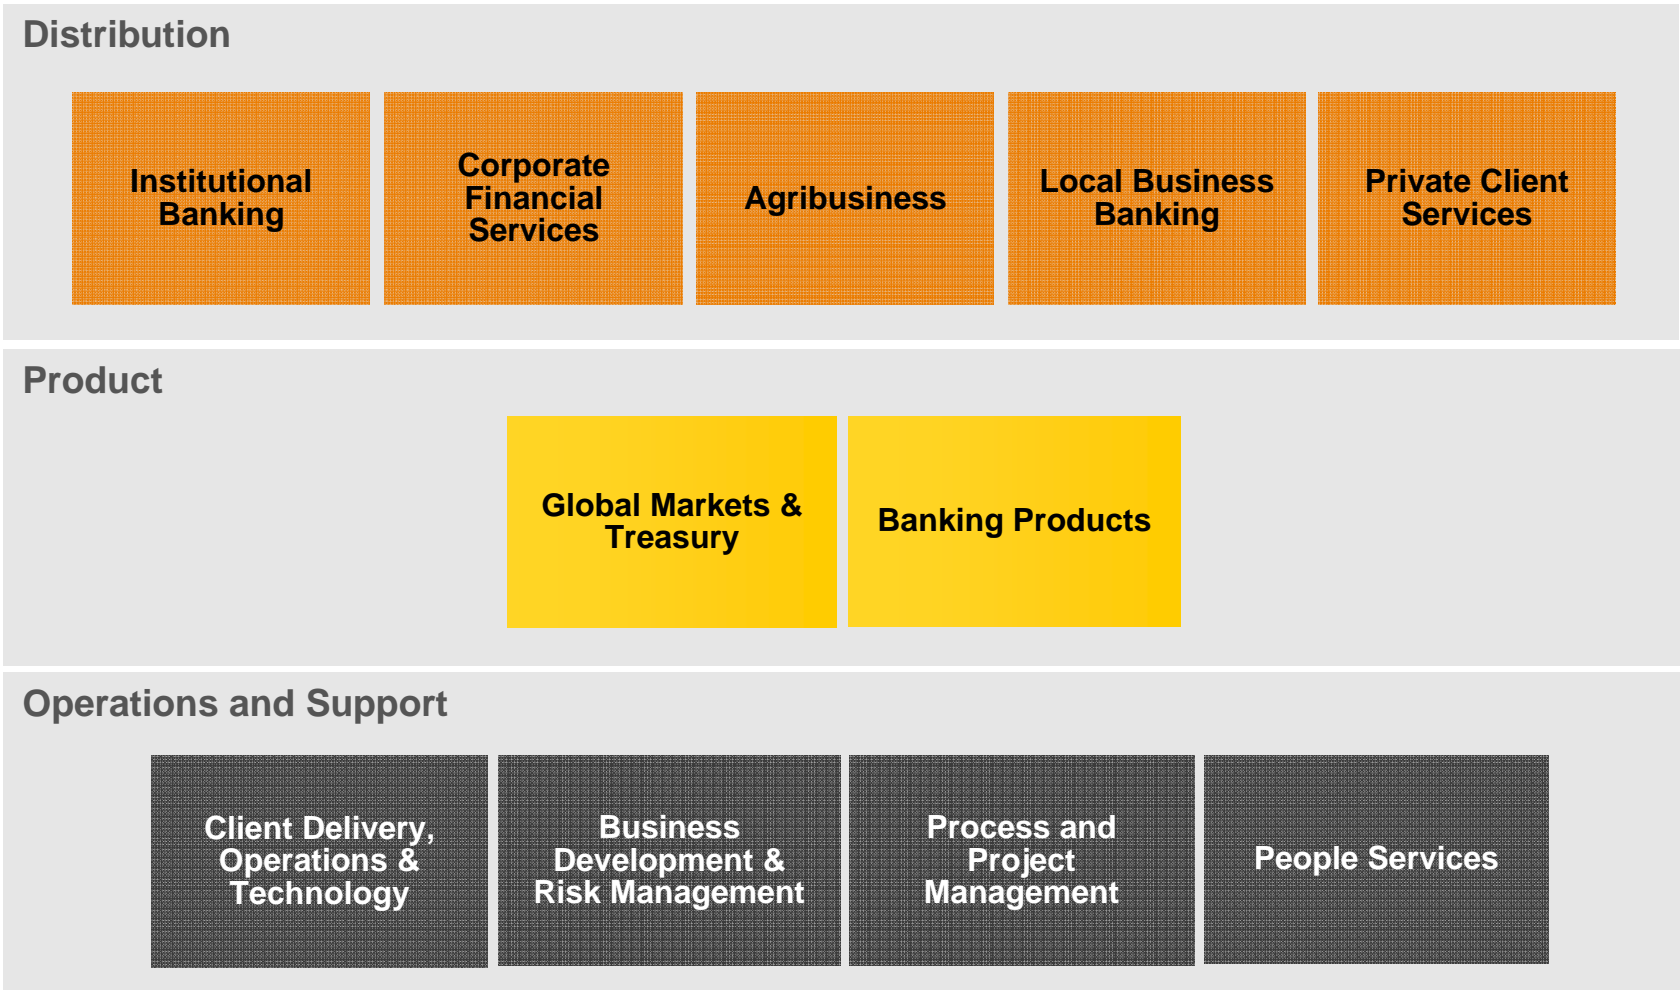 Distribution
Institutional
Banking
Corporate
Financial
Services
Agribusiness
Local Business
Banking
Private Client
Services
Product
Global Markets &
Treasury
Banking Products
Operations and Support
Client Delivery,
Operations &
Technology
Business
Development &
Risk Management
Process and
Project
Management
People Services